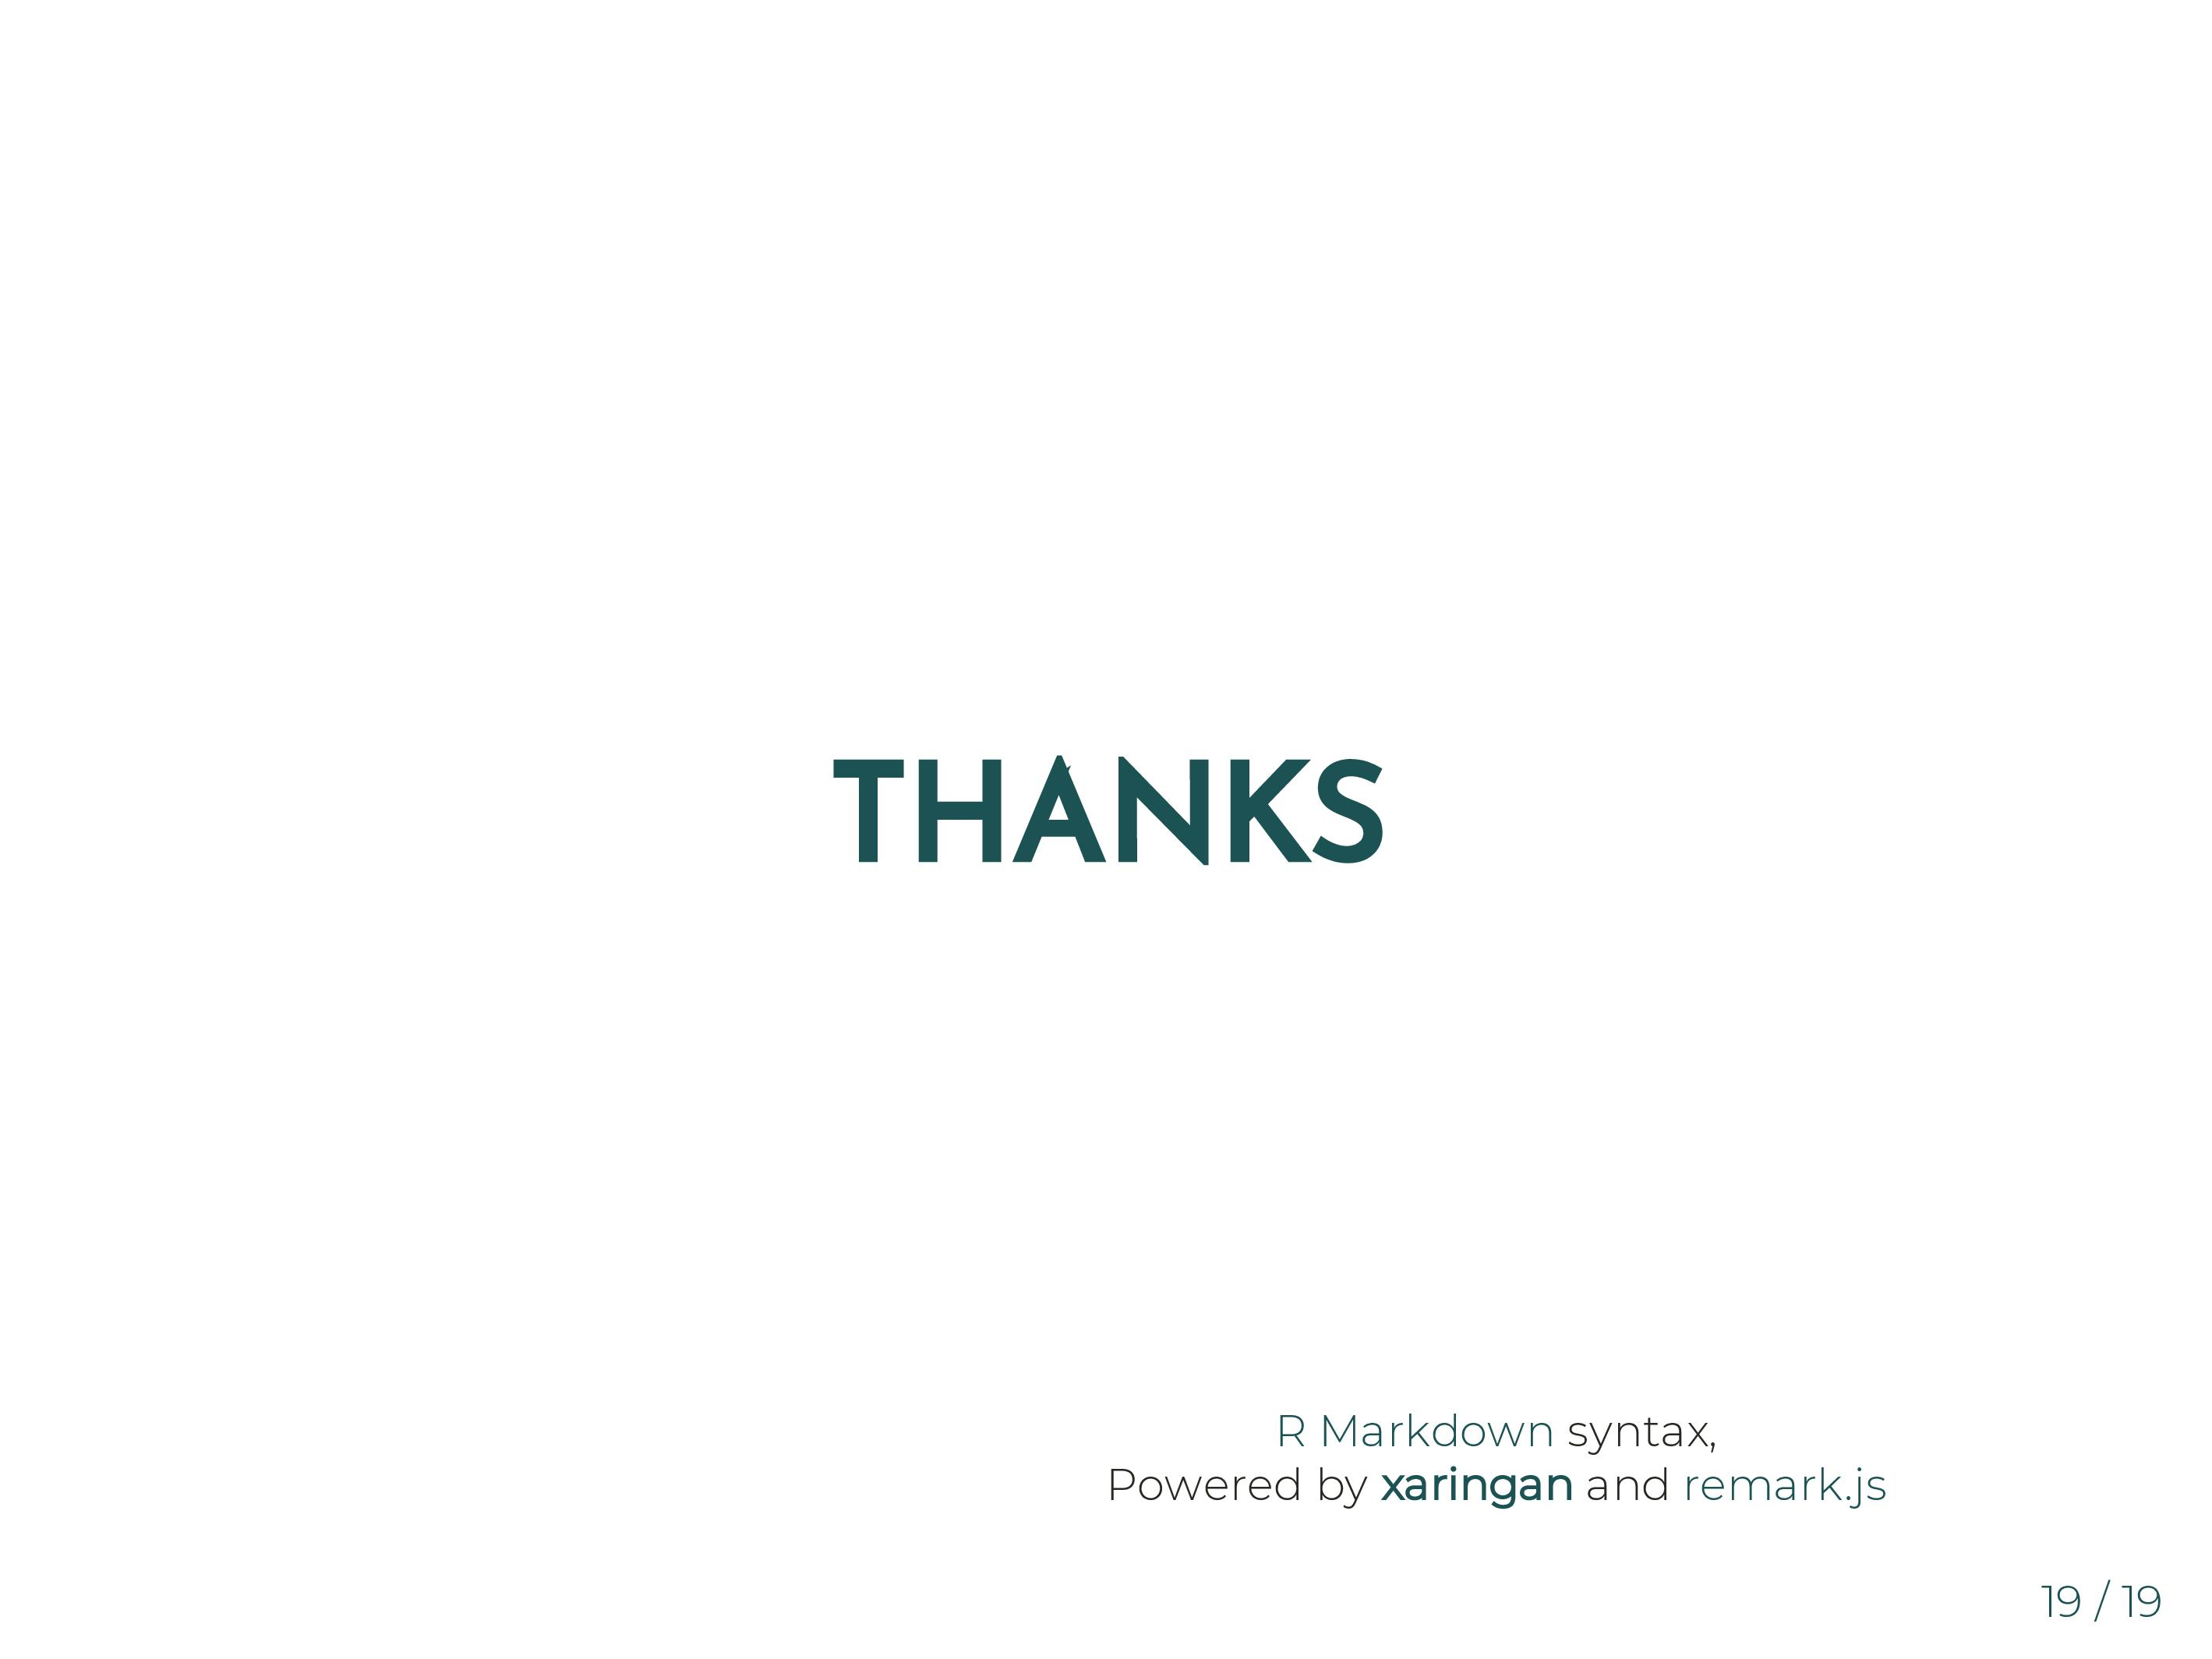 THANKS
R Markdown syntax,
Powered by xaringan and remark.js
19 / 19